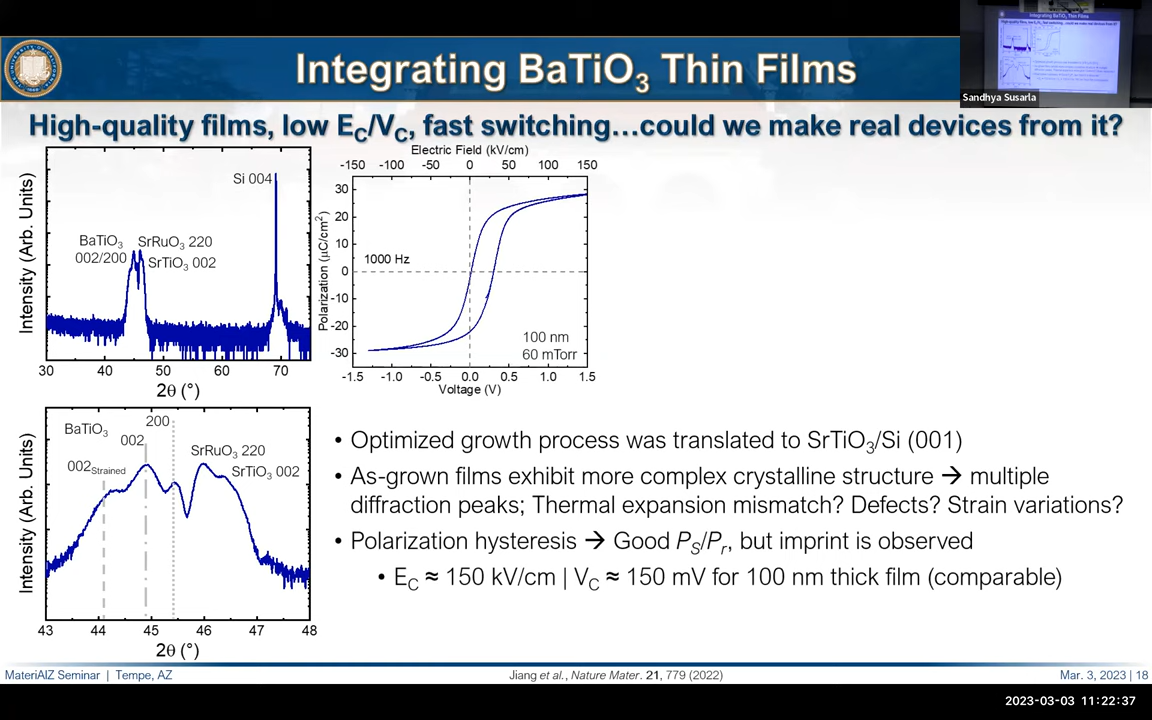 Integrating BaTiO3 Thin Films
Sandhya Susarla
High-quality films, low EC/VC, fast switching…could we make real devices from it?
Intensity (Arb. Units)
Si 004
BaTiO3 002/200
SrRuO3 220
SrTiO3 002
30 40 50 60 70
2θ (°)
Electric Field (kV/cm)
-150 -100 -50 0 50 100 150
Polarization (μC/cm2)
30
20
10
0
-10
-20
-30
1000 Hz
100 nm
60 mTorr
-1.5 -1.0 -0.5 0.0 0.5 1.0 1.5
Voltage (V)
Intensity (Arb. Units)
BaTiO3
200
002
002Strained
SrRuO3 220
SrTiO3 002
43 44 45 46 47 48
2θ (°)
• Optimized growth process was translated to SrTiO3/Si (001)
• As-grown films exhibit more complex crystalline structure → multiple
diffraction peaks; Thermal expansion mismatch? Defects? Strain variations?
• Polarization hysteresis → Good PS/Pr, but imprint is observed
• EC ≈ 150 kV/cm | VC ≈ 150 mV for 100 nm thick film (comparable)
MateriAlZ Seminar | Tempe, AZ
Jiang et al., Nature Mater. 21, 779 (2022)
Mar. 3, 2023 | 18
2023-03-03 11:22:37